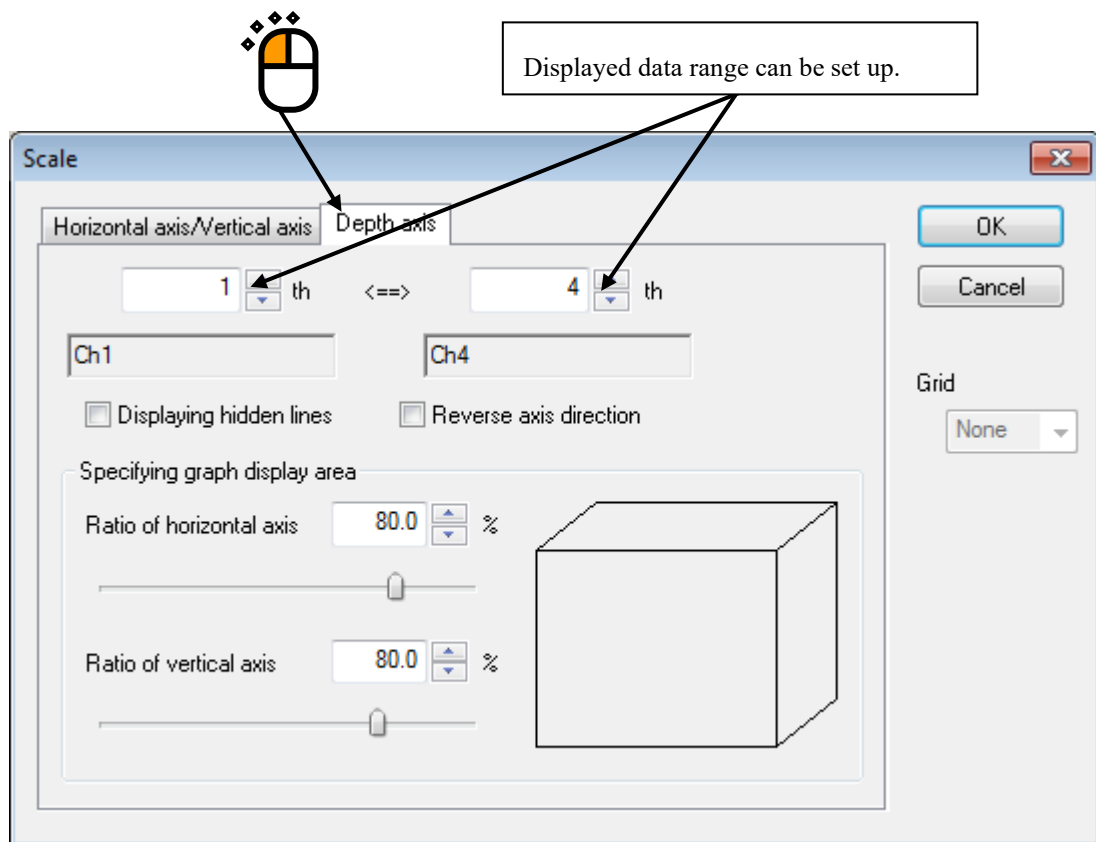 Displayed data range can be set up.
Scale
Horizontal axis/Vertical axis Depth axis
OK
1 th <==> 4 th
Cancel
Ch1 Ch4
Grid
Displaying hidden lines Reverse axis direction
None
Specifying graph display area
Ratio of horizontal axis 80.0 %
Ratio of vertical axis 80.0 %